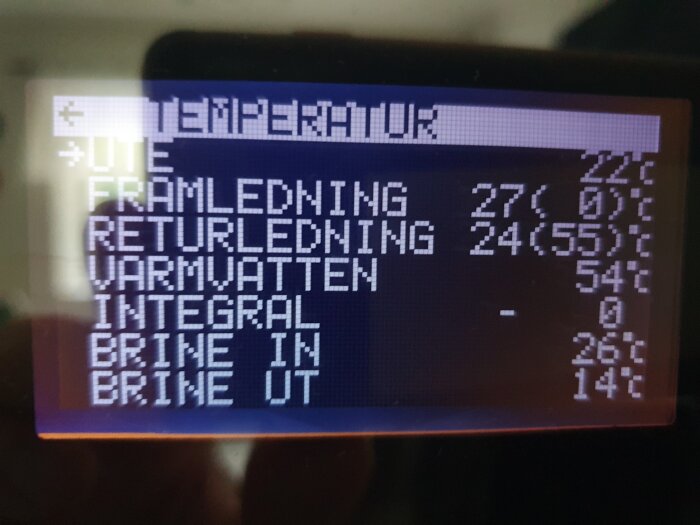 ← TEMPERATUR
→UTE 22°C
FRAMLEDNING 27( 0)°C
RETURLEDNING 24(55)°C
VARMVATTEN 54°C
INTEGRAL - 0
BRINE IN 26°C
BRINE UT 14°C